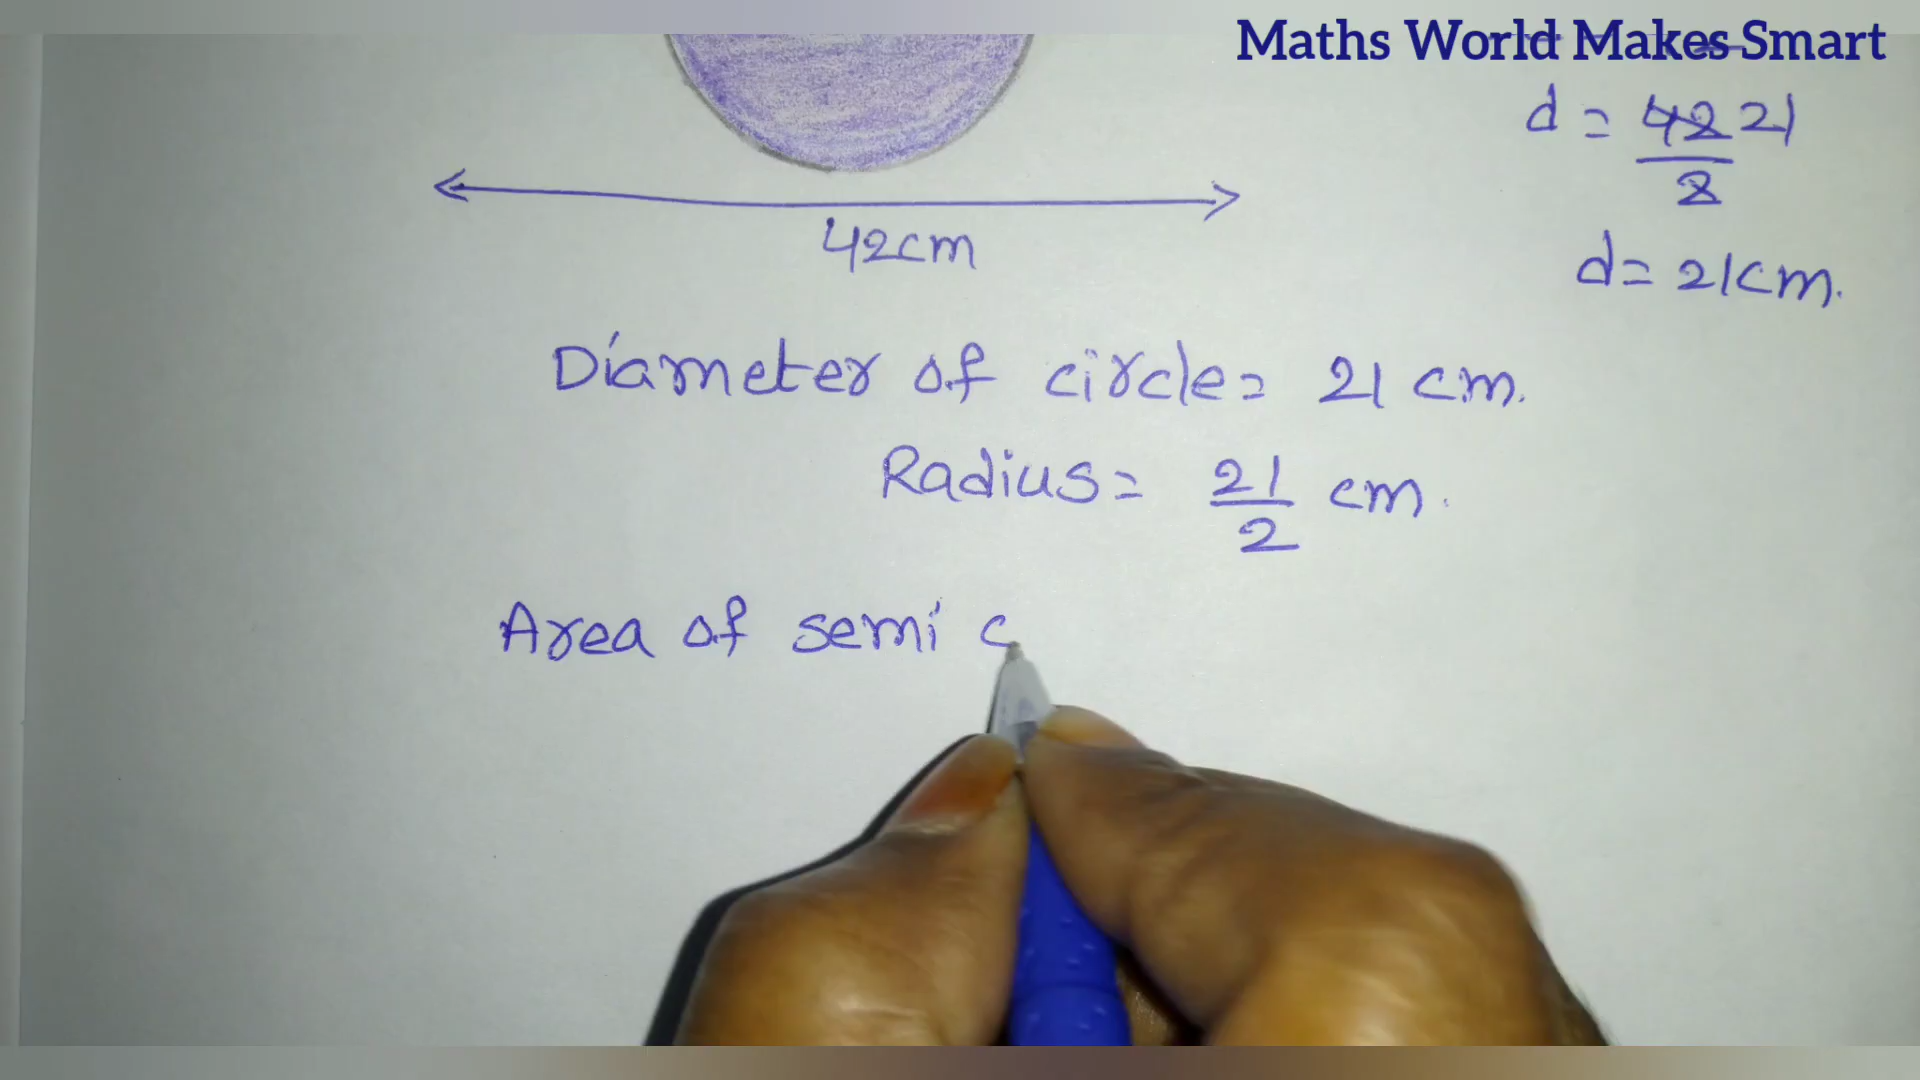 Maths World Makes Smart
d = 42 21
2
d = 21cm.
42cm
Diameter of circle = 21 cm.
Radius = 21/2 cm.
Area of semi c